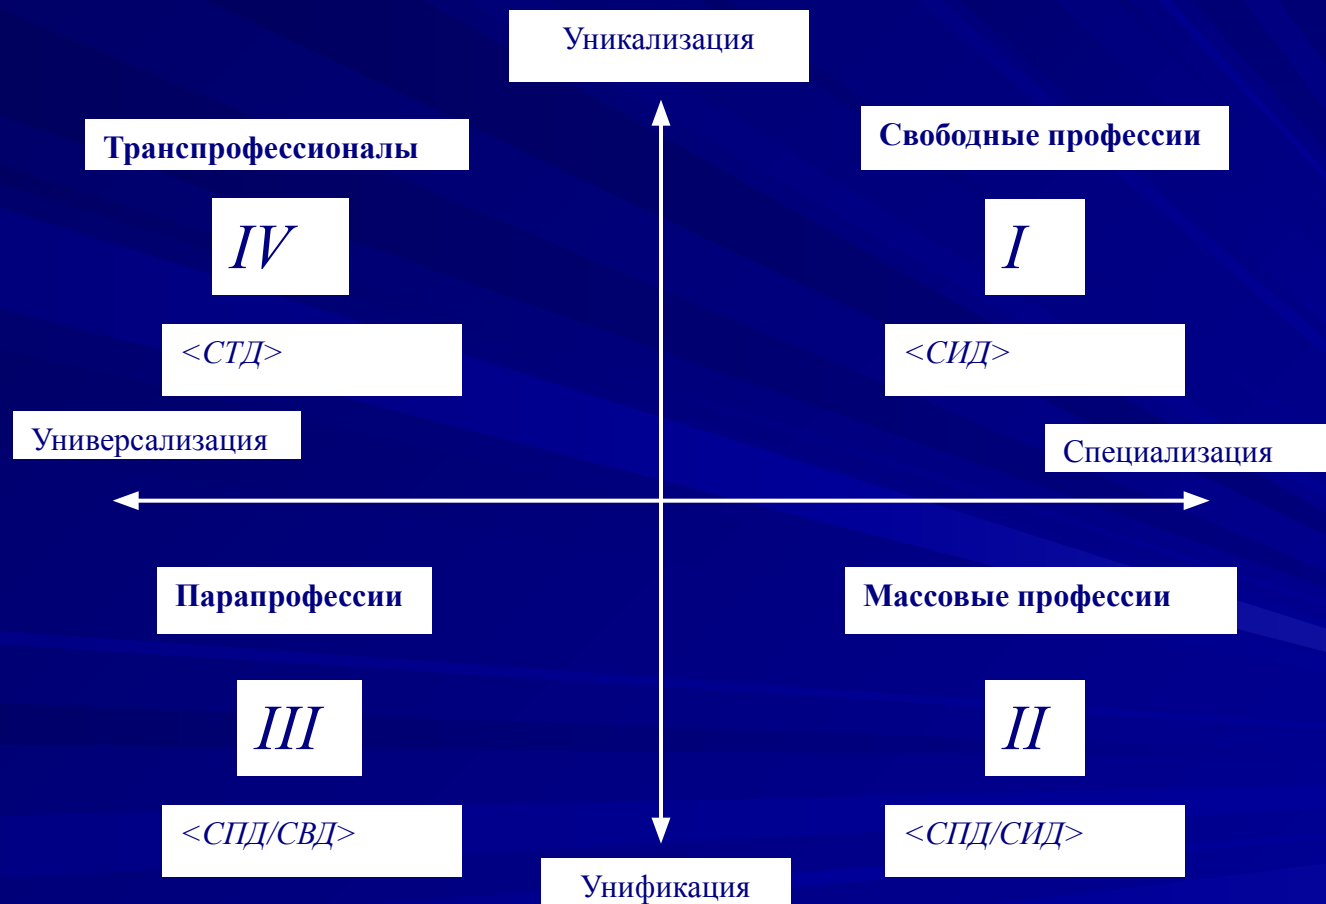 Уникализация
Транспрофессионалы
Свободные профессии
IV
I
<СТД>
<СИД>
Универсализация
Специализация
Парапрофессии
Массовые профессии
III
II
<СПД/СВД>
<СПД/СИД>
Унификация